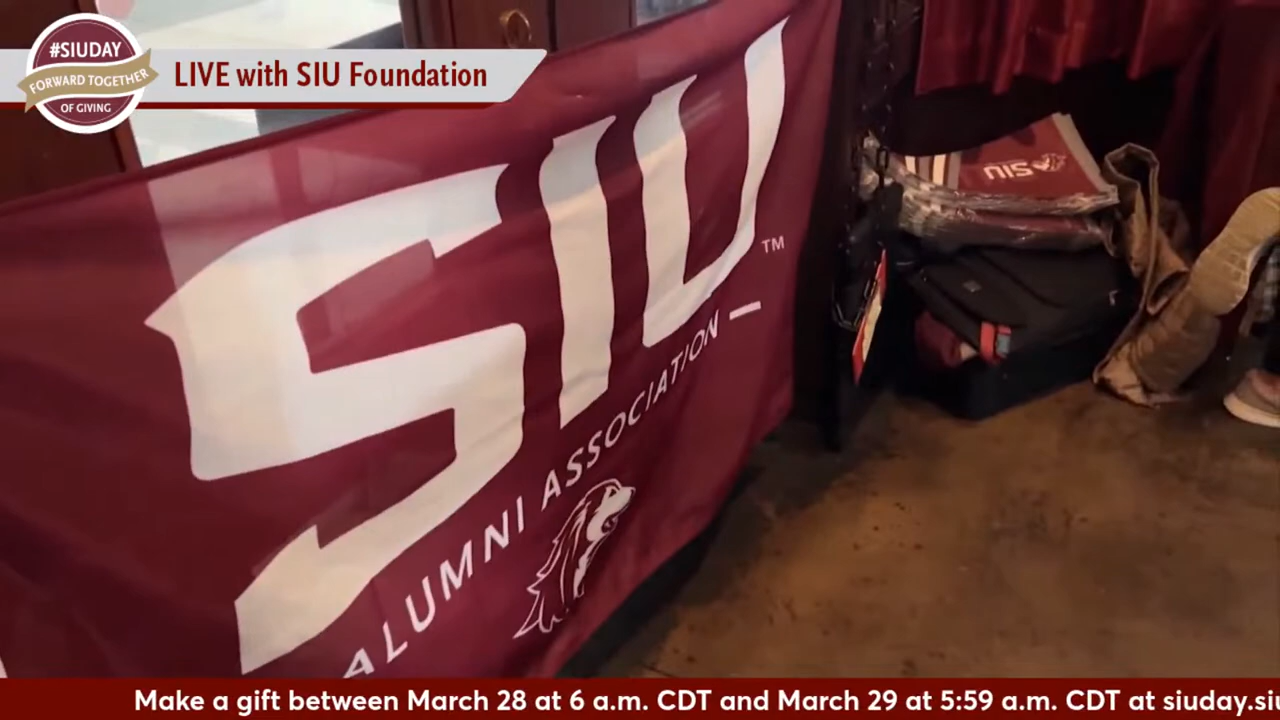 #SIUDAY
FORWARD TOGETHER
OF GIVING
LIVE with SIU Foundation
SIU
TM
ALUMNI ASSOCIATION
SIU
Make a gift between March 28 at 6 a.m. CDT and March 29 at 5:59 a.m. CDT at siuday.siu